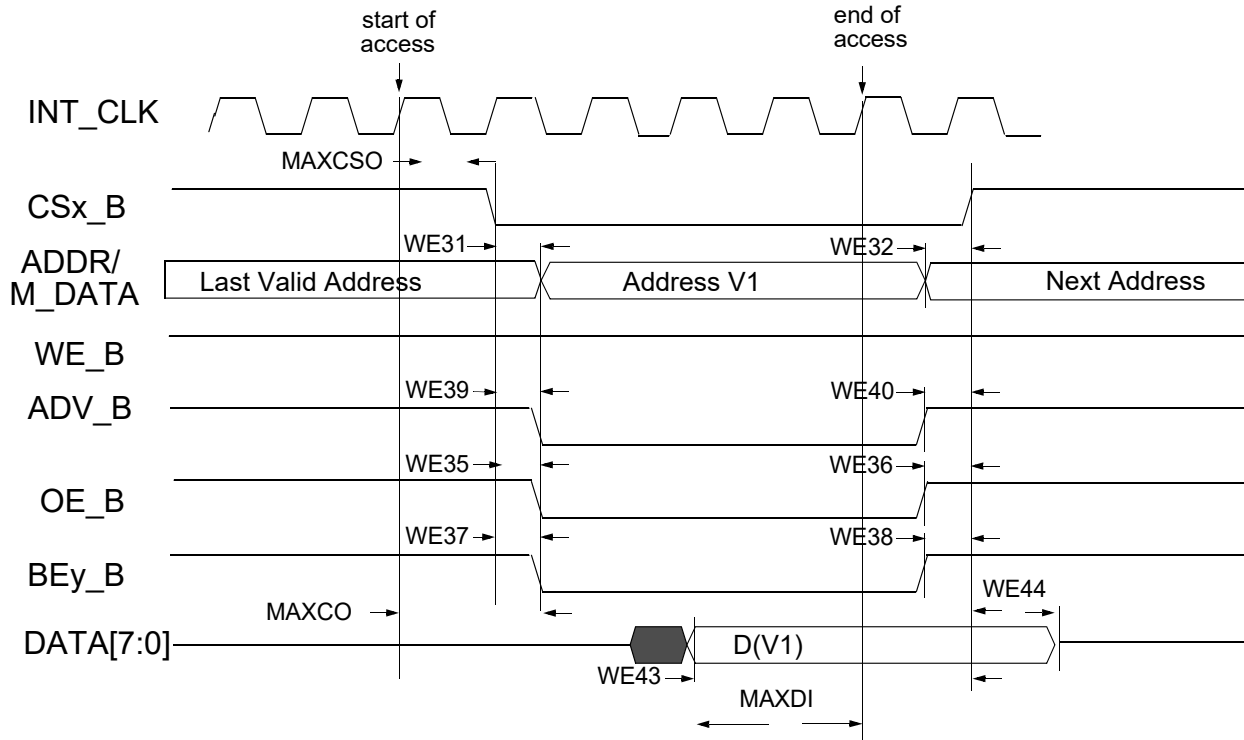 start of
access
end of
access
INT_CLK
MAXCSO
CSx_B
WE31
WE32
ADDR/
M_DATA
Last Valid Address
Address V1
Next Address
WE_B
WE39
WE40
ADV_B
WE35
WE36
OE_B
WE37
WE38
BEy_B
WE44
MAXCO
DATA[7:0]
D(V1)
WE43
MAXDI